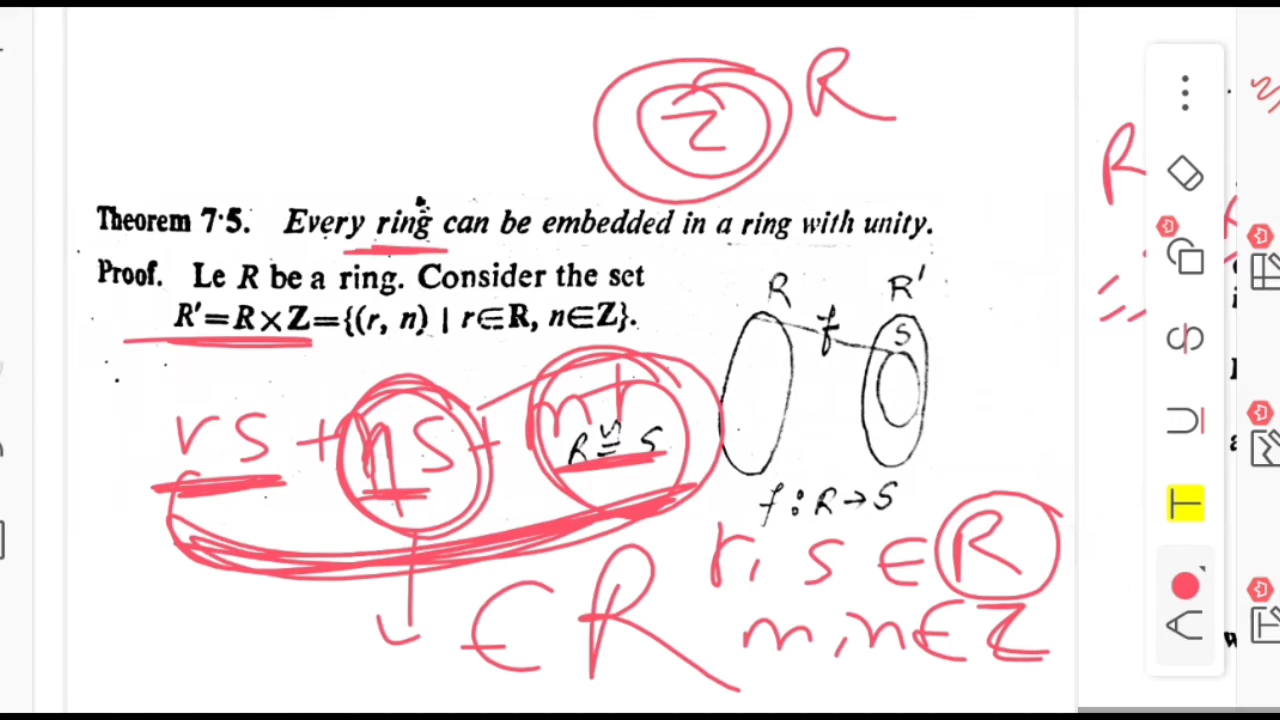 Z R
R
Theorem 7·5. Every ring can be embedded in a ring with unity.
Proof. Le R be a ring. Consider the set
R′=R×Z={(r, n) | r∈R, n∈Z}.
R R′
f S
rs + ns + mr
R ≅ S
f : R → S
r, s ∈ R
∈ R m, n ∈ Z